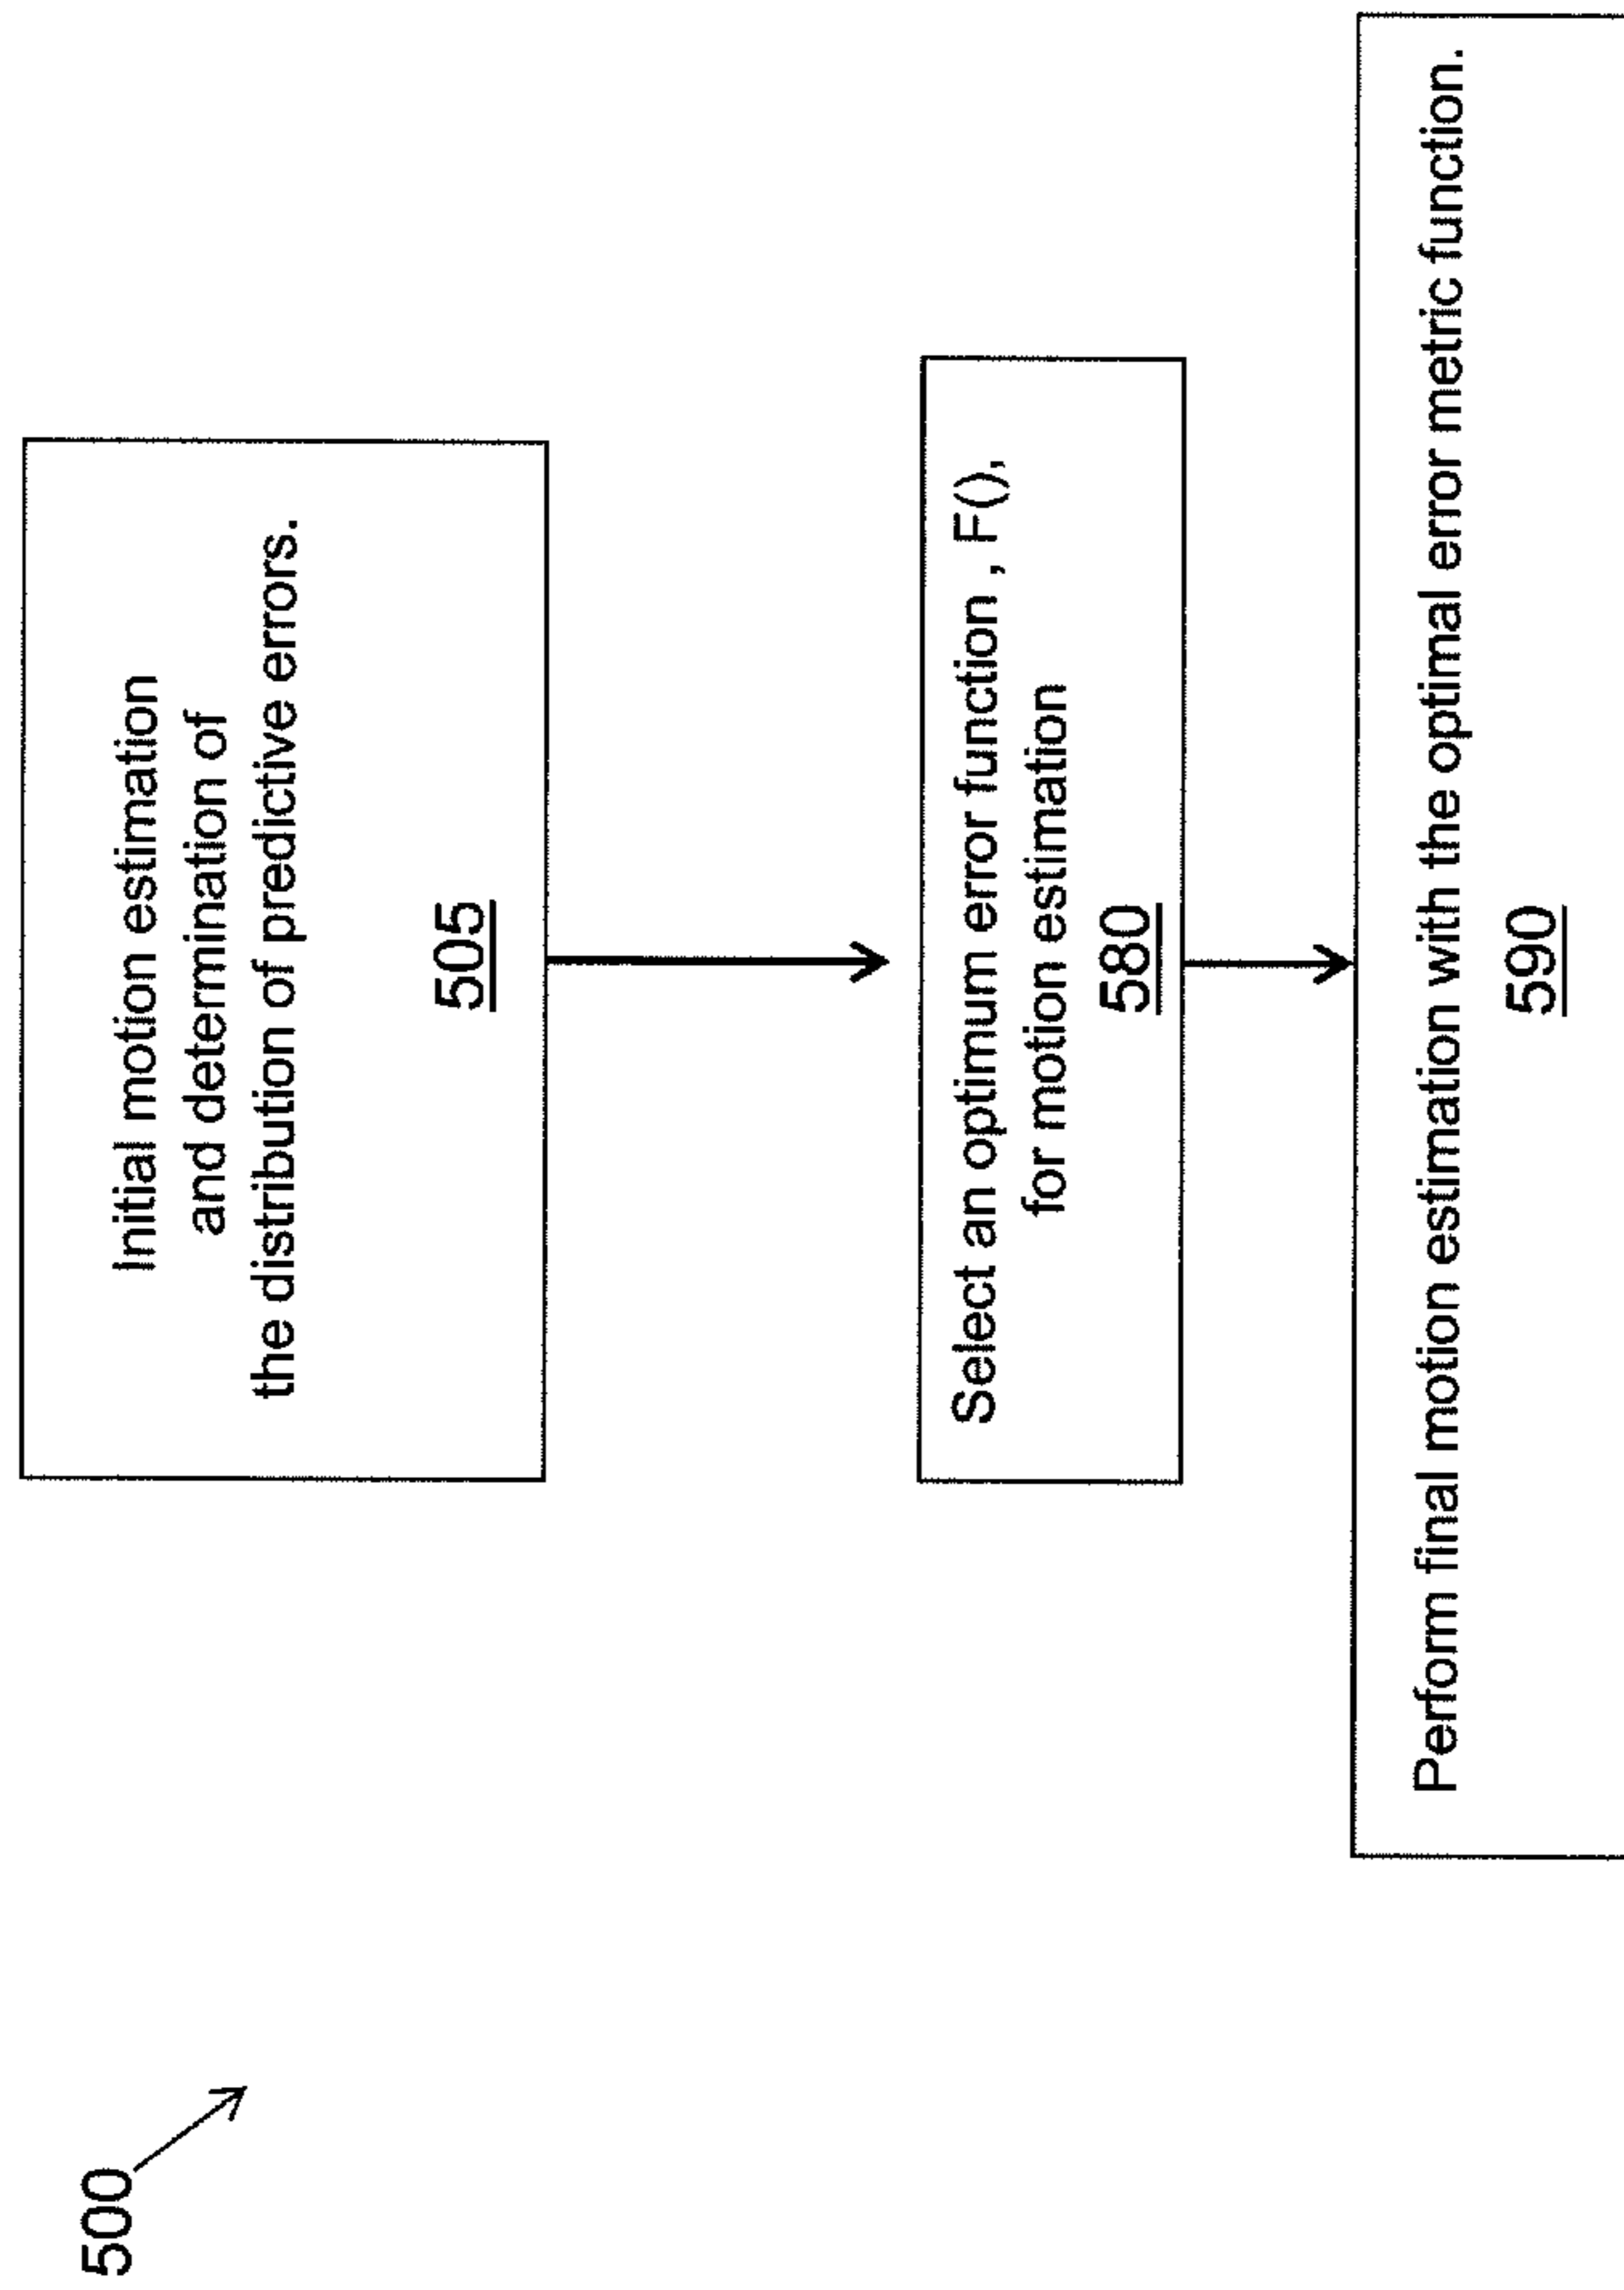 500
Initial motion estimation
and determination of
the distribution of predictive errors.
505
Select an optimum error function , F(),
for motion estimation
580
Perform final motion estimation with the optimal error metric function.
590